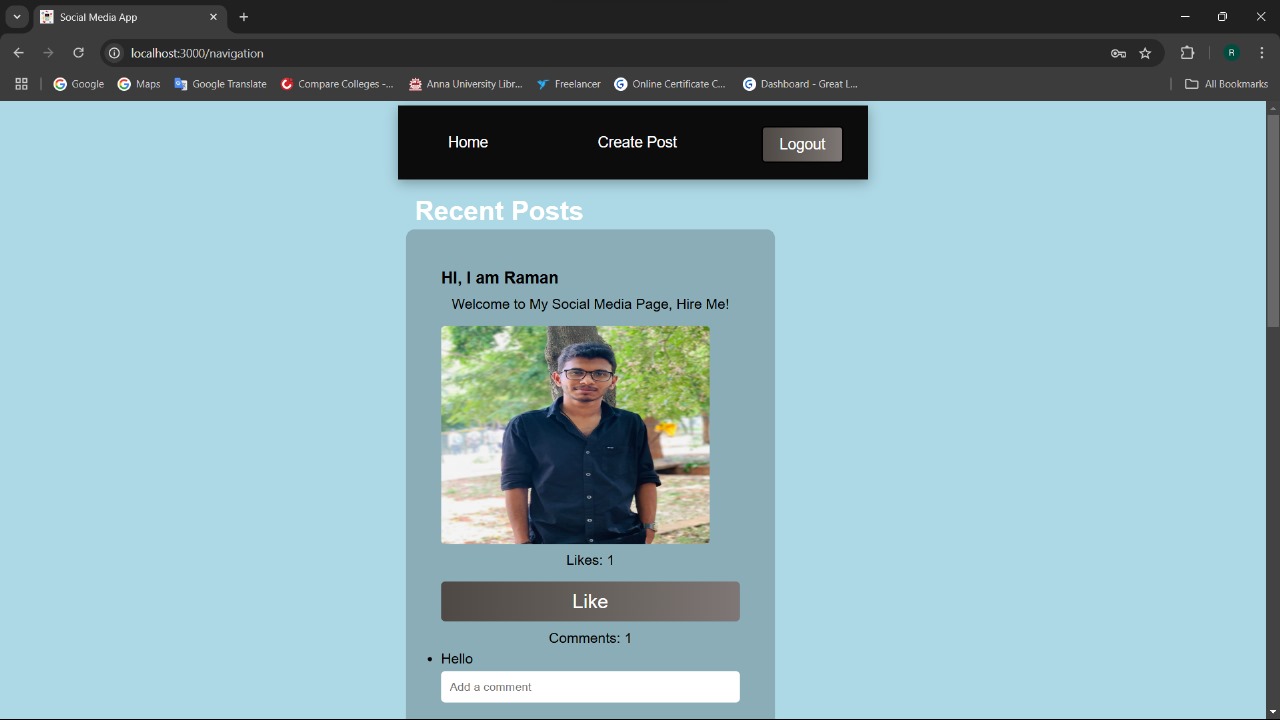 Social Media App
localhost:3000/navigation
R
Google
Maps
Google Translate
Compare Colleges -...
Anna University Libr...
Freelancer
Online Certificate C...
Dashboard - Great L...
All Bookmarks
Home
Create Post
Logout
Recent Posts
HI, I am Raman
Welcome to My Social Media Page, Hire Me!
Likes: 1
Like
Comments: 1
• Hello
Add a comment